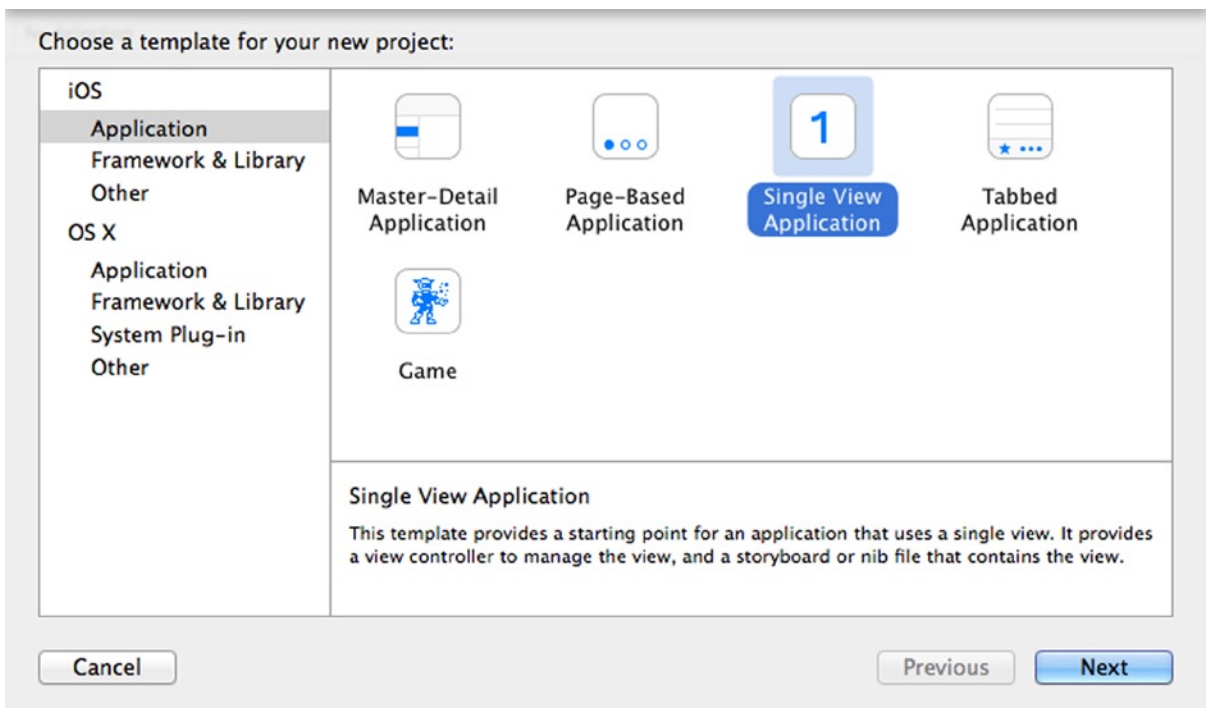 Choose a template for your new project:
iOS
Application
Framework & Library
Other
OS X
Application
Framework & Library
System Plug-in
Other
Master-Detail
Application
Page-Based
Application
1
Single View
Application
Tabbed
Application
Game
Single View Application
This template provides a starting point for an application that uses a single view. It provides
a view controller to manage the view, and a storyboard or nib file that contains the view.
Cancel
Previous
Next